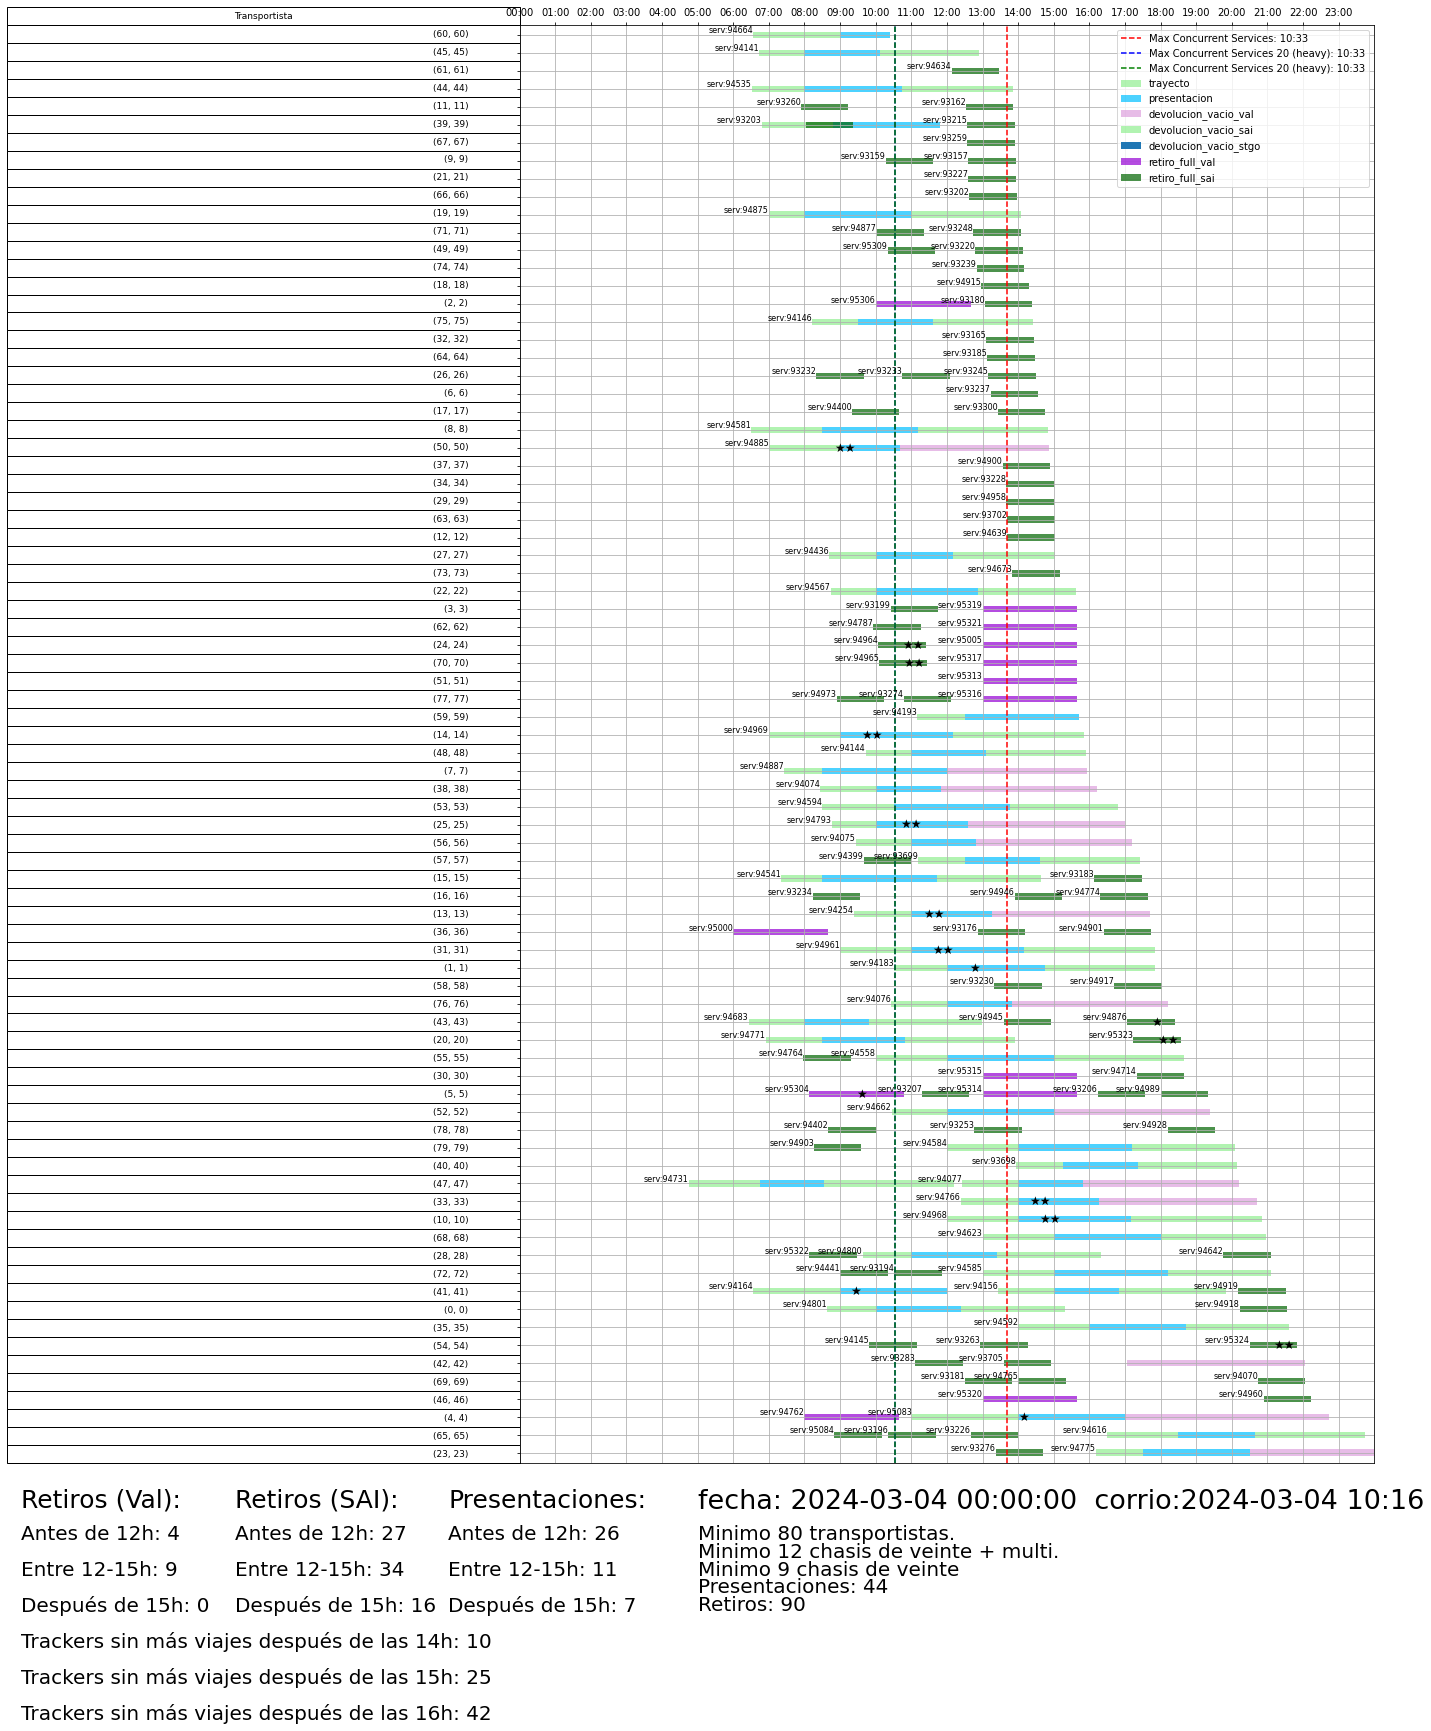 Transportista
00:00 01:00 02:00 03:00 04:00 05:00 06:00 07:00 08:00 09:00 10:00 11:00 12:00 13:00 14:00 15:00 16:00 17:00 18:00 19:00 20:00 21:00 22:00 23:00
Max Concurrent Services: 10:33
Max Concurrent Services 20 (heavy): 10:33
Max Concurrent Services 20 (heavy): 10:33
trayecto
presentacion
devolucion_vacio_val
devolucion_vacio_sai
devolucion_vacio_stgo
retiro_full_val
retiro_full_sai
(60, 60) serv:94664
(45, 45) serv:94141
(61, 61) serv:94634
(44, 44) serv:94535
(11, 11) serv:93260 serv:93162
(39, 39) serv:93203 serv:93215
(67, 67) serv:93259
(9, 9) serv:93159 serv:93157
(21, 21) serv:93227
(66, 66) serv:93202
(19, 19) serv:94875
(71, 71) serv:94877 serv:93248
(49, 49) serv:95309 serv:93220
(74, 74) serv:93239
(18, 18) serv:94915
(2, 2) serv:95306 serv:93180
(75, 75) serv:94146
(32, 32) serv:93165
(64, 64) serv:93185
(26, 26) serv:93232 serv:93233 serv:93245
(6, 6) serv:93237
(17, 17) serv:94400 serv:93300
(8, 8) serv:94581
(50, 50) serv:94885
(37, 37) serv:94900
(34, 34) serv:93228
(29, 29) serv:94958
(63, 63) serv:93702
(12, 12) serv:94639
(27, 27) serv:94436
(73, 73) serv:94673
(22, 22) serv:94567
(3, 3) serv:93199 serv:95319
(62, 62) serv:94787 serv:95321
(24, 24) serv:94964 serv:95005
(70, 70) serv:94965 serv:95317
(51, 51) serv:95313
(77, 77) serv:94973 serv:93274 serv:95316
(59, 59) serv:94193
(14, 14) serv:94969
(48, 48) serv:94144
(7, 7) serv:94887
(38, 38) serv:94074
(53, 53) serv:94594
(25, 25) serv:94793
(56, 56) serv:94075
(57, 57) serv:94399 serv:93699
(15, 15) serv:94541 serv:93183
(16, 16) serv:93234 serv:94946 serv:94774
(13, 13) serv:94254
(36, 36) serv:95000 serv:93176 serv:94901
(31, 31) serv:94961
(1, 1) serv:94183
(58, 58) serv:93230 serv:94917
(76, 76) serv:94076
(43, 43) serv:94683 serv:94945 serv:94876
(20, 20) serv:94771 serv:95323
(55, 55) serv:94764 serv:94558
(30, 30) serv:95315 serv:94714
(5, 5) serv:95304 serv:93207 serv:95314 serv:93206 serv:94989
(52, 52) serv:94662
(78, 78) serv:94402 serv:93253 serv:94928
(79, 79) serv:94903 serv:94584
(40, 40) serv:93698
(47, 47) serv:94731 serv:94077
(33, 33) serv:94766
(10, 10) serv:94968
(68, 68) serv:94623
(28, 28) serv:95322 serv:94800 serv:94642
(72, 72) serv:94441 serv:93194 serv:94585
(41, 41) serv:94164 serv:94156 serv:94919
(0, 0) serv:94801 serv:94918
(35, 35) serv:94592
(54, 54) serv:94145 serv:93263 serv:95324
(42, 42) serv:93283 serv:93705
(69, 69) serv:93181 serv:94765 serv:94070
(46, 46) serv:95320 serv:94960
(4, 4) serv:94762 serv:95083
(65, 65) serv:95084 serv:93196 serv:93226 serv:94616
(23, 23) serv:93276 serv:94775
Retiros (Val): Retiros (SAI): Presentaciones: fecha: 2024-03-04 00:00:00 corrio:2024-03-04 10:16
Antes de 12h: 4 Antes de 12h: 27 Antes de 12h: 26 Minimo 80 transportistas.
Minimo 12 chasis de veinte + multi.
Entre 12-15h: 9 Entre 12-15h: 34 Entre 12-15h: 11 Minimo 9 chasis de veinte
Presentaciones: 44
Después de 15h: 0 Después de 15h: 16 Después de 15h: 7 Retiros: 90
Trackers sin más viajes después de las 14h: 10
Trackers sin más viajes después de las 15h: 25
Trackers sin más viajes después de las 16h: 42